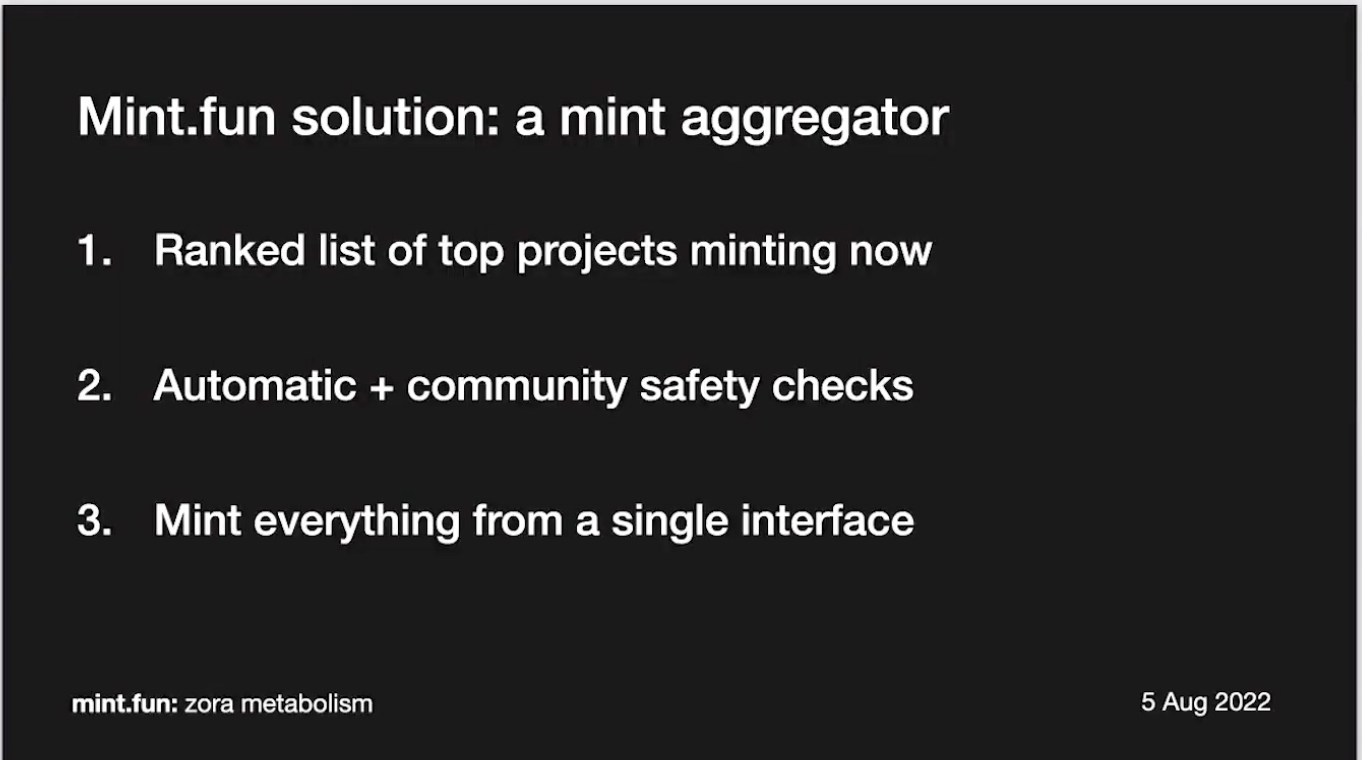 Mint.fun solution: a mint aggregator
1. Ranked list of top projects minting now
2. Automatic + community safety checks
3. Mint everything from a single interface
mint.fun: zora metabolism
5 Aug 2022